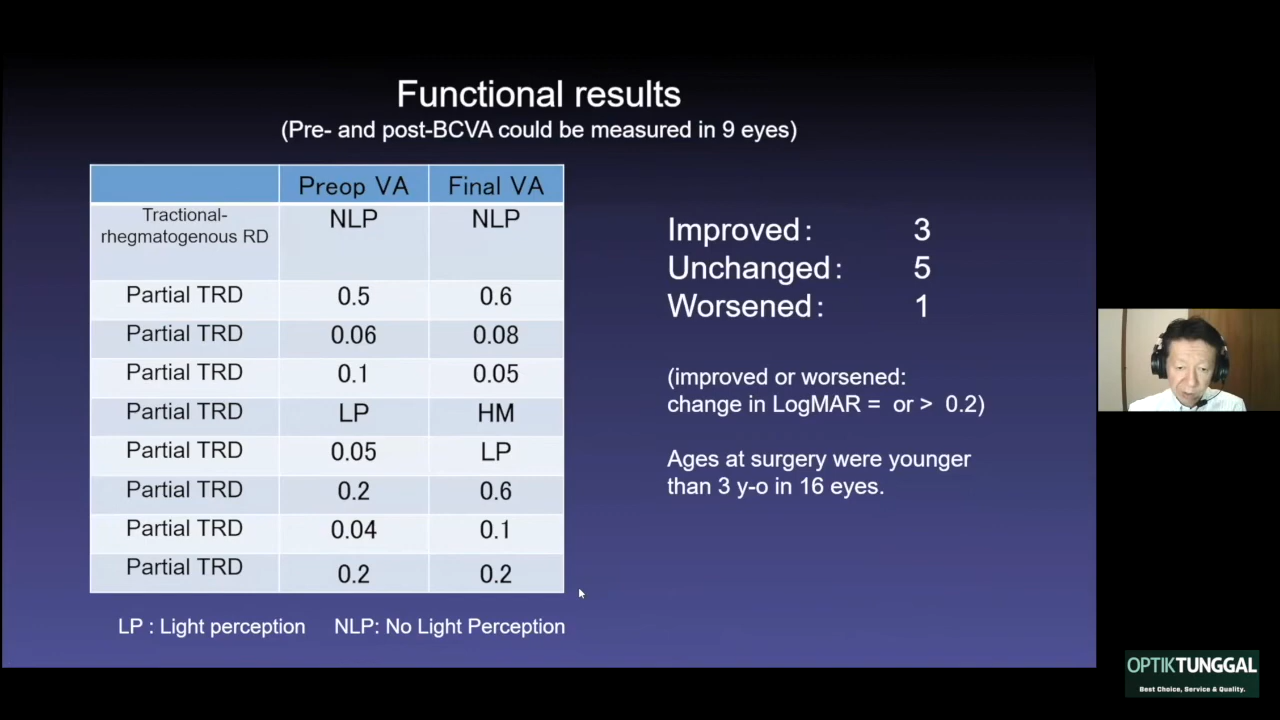 Functional results
(Pre- and post-BCVA could be measured in 9 eyes)
Preop VA Final VA
Tractional-
rhegmatogenous RD NLP NLP
Partial TRD 0.5 0.6
Partial TRD 0.06 0.08
Partial TRD 0.1 0.05
Partial TRD LP HM
Partial TRD 0.05 LP
Partial TRD 0.2 0.6
Partial TRD 0.04 0.1
Partial TRD 0.2 0.2
LP : Light perception NLP: No Light Perception
Improved: 3
Unchanged: 5
Worsened: 1
(improved or worsened:
change in LogMAR = or > 0.2)
Ages at surgery were younger
than 3 y-o in 16 eyes.
OPTIKTUNGGAL
Best Choice, Service & Quality.